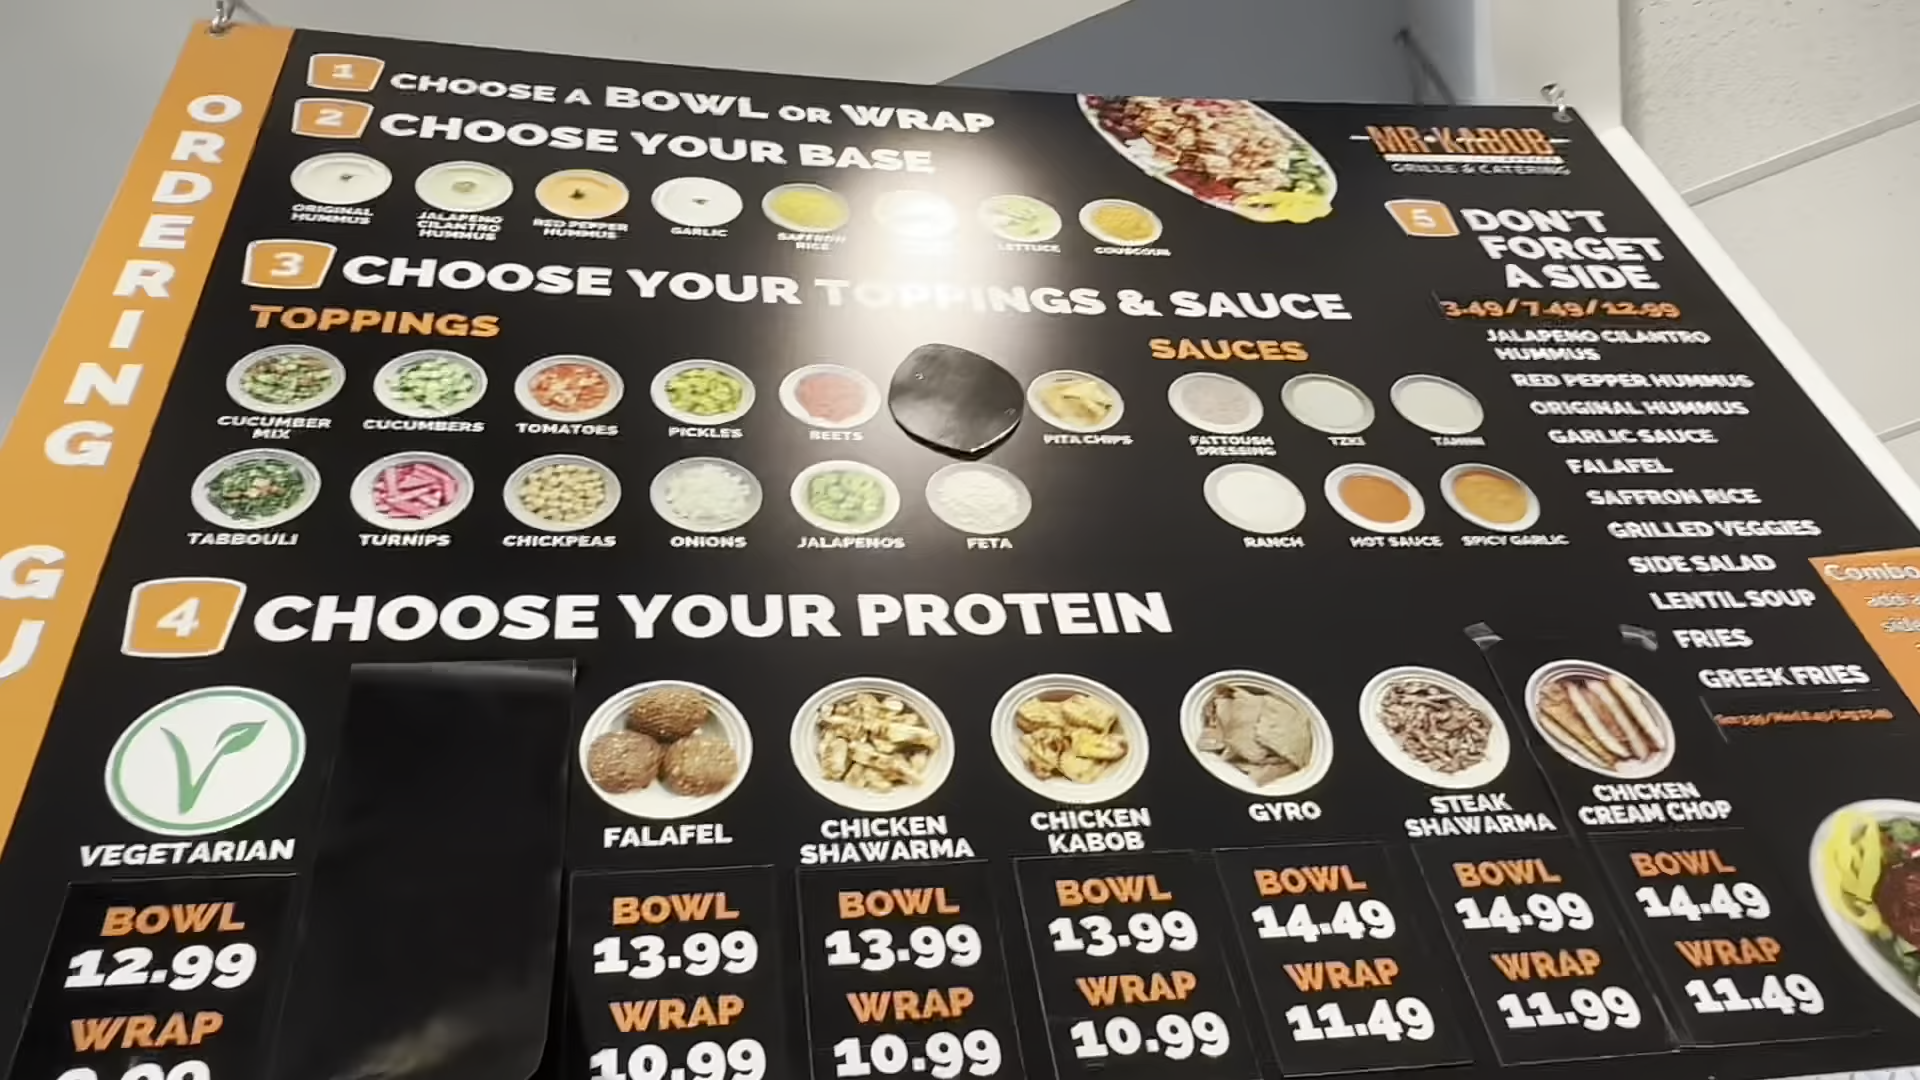 ORDERING GU
1 CHOOSE A BOWL OR WRAP
2 CHOOSE YOUR BASE
ORIGINAL HUMMUS
JALAPENO CILANTRO HUMMUS
RED PEPPER HUMMUS
GARLIC
SAFFRON RICE
LETTUCE
COUSCOUS
3 CHOOSE YOUR TOPPINGS & SAUCE
TOPPINGS
CUCUMBER MIX
CUCUMBERS
TOMATOES
PICKLES
BEETS
PITA CHIPS
TABBOULI
TURNIPS
CHICKPEAS
ONIONS
JALAPENOS
FETA
SAUCES
FATTOUSH DRESSING
TZKI
TAHINI
RANCH
HOT SAUCE
SPICY GARLIC
4 CHOOSE YOUR PROTEIN
VEGETARIAN
BOWL
12.99
WRAP
FALAFEL
BOWL
13.99
WRAP
10.99
CHICKEN SHAWARMA
BOWL
13.99
WRAP
10.99
CHICKEN KABOB
BOWL
13.99
WRAP
10.99
GYRO
BOWL
14.49
WRAP
11.49
STEAK SHAWARMA
BOWL
14.99
WRAP
11.99
CHICKEN CREAM CHOP
BOWL
14.49
WRAP
11.49
MR KABOB
GRILLE & CATERING
5 DON'T
FORGET
A SIDE
3.49/7.49/12.99
JALAPENO CILANTRO
HUMMUS
RED PEPPER HUMMUS
ORIGINAL HUMMUS
GARLIC SAUCE
FALAFEL
SAFFRON RICE
GRILLED VEGGIES
SIDE SALAD
LENTIL SOUP
FRIES
GREEK FRIES
Combo
add
side